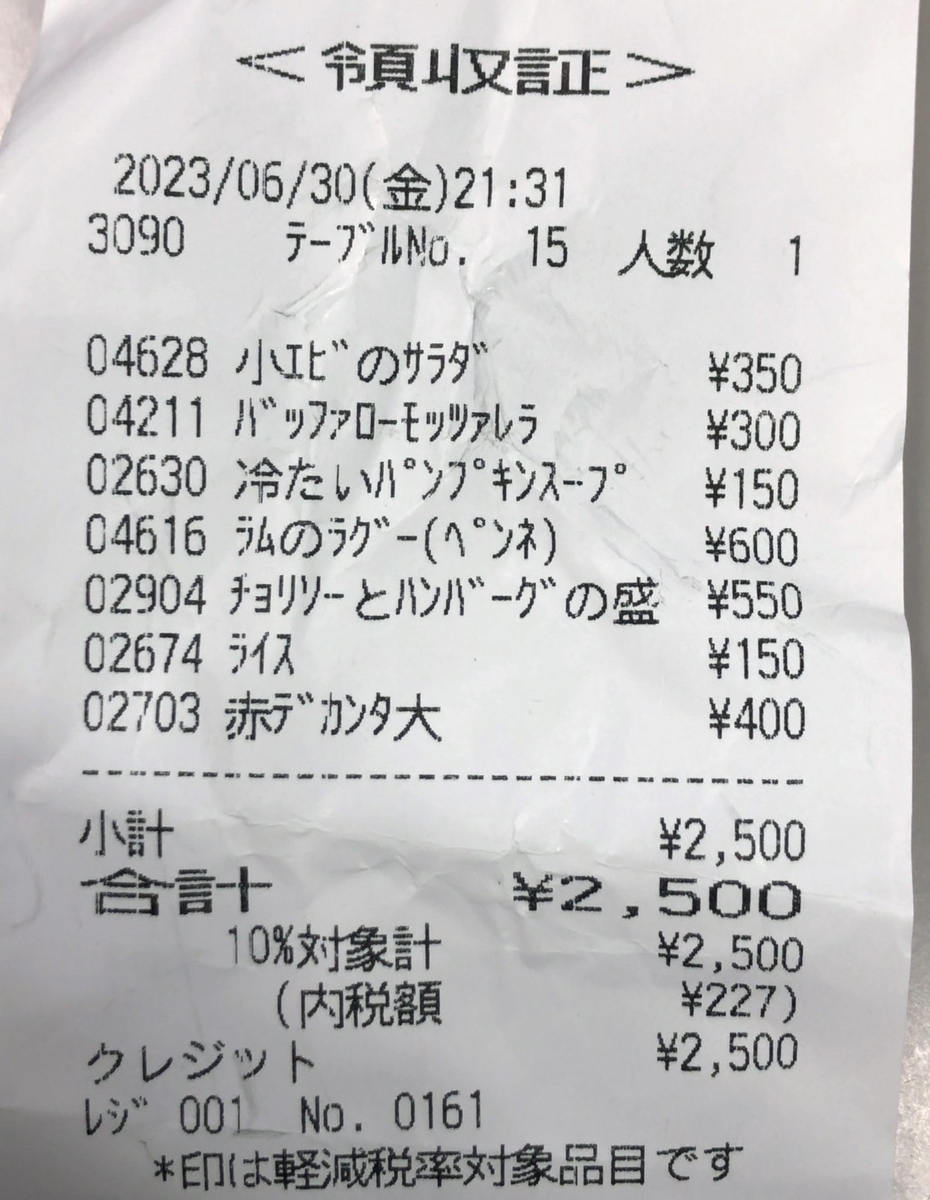 ＜領収証＞
2023/06/30(金)21:31
3090 ﾃｰﾌﾞﾙNo. 15 人数 1
04628 小ｴﾋﾞのｻﾗﾀﾞ ¥350
04211 ﾊﾞｯﾌｧﾛｰﾓｯﾂｧﾚﾗ ¥300
02630 冷たいﾊﾟﾝﾌﾟｷﾝｽｰﾌﾟ ¥150
04616 ﾗﾑのﾗｸﾞｰ(ﾍﾟﾝﾈ) ¥600
02904 ﾁｮﾘｿｰとﾊﾝﾊﾞｰｸﾞの盛 ¥550
02674 ﾗｲｽ ¥150
02703 赤ﾃﾞｶﾝﾀ大 ¥400
小計 ¥2,500
合計 ¥2,500
10%対象計 ¥2,500
(内税額 ¥227)
クレジット ¥2,500
ﾚｼﾞ 001 No. 0161
*印は軽減税率対象品目です